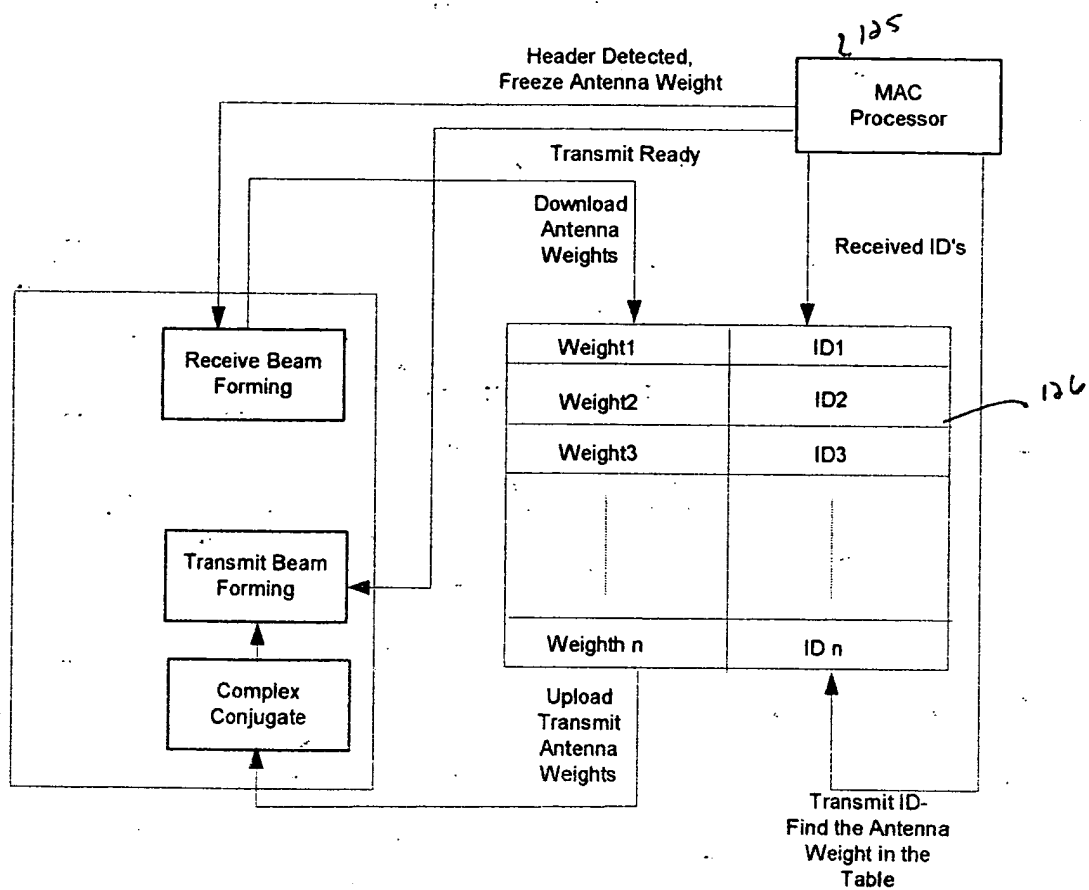 125
Header Detected,
Freeze Antenna Weight
MAC
Processor
Transmit Ready
Download
Antenna
Weights
Received ID's
Receive Beam
Forming
Weight1
ID1
Weight2
ID2
126
Weight3
ID3
Transmit Beam
Forming
Weighth n
ID n
Complex
Conjugate
Upload
Transmit
Antenna
Weights
Transmit ID-
Find the Antenna
Weight in the
Table